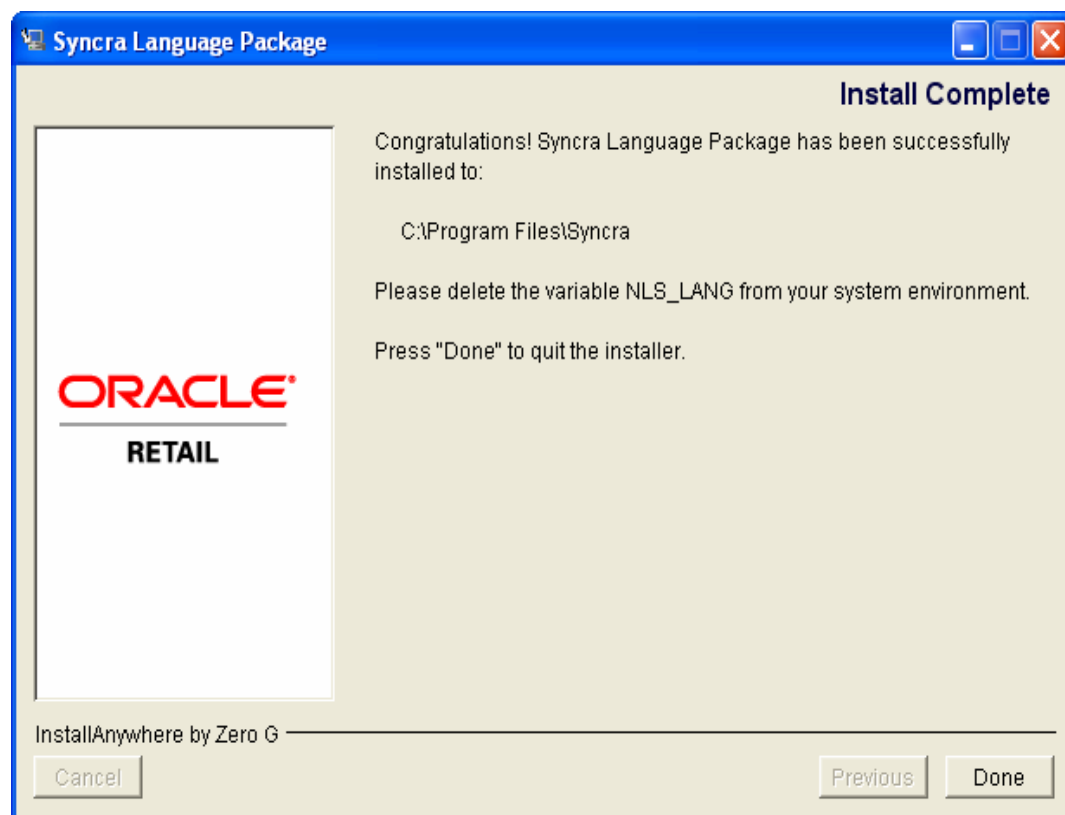 Syncra Language Package
Install Complete
Congratulations! Syncra Language Package has been successfully
installed to:
C:\Program Files\Syncra
Please delete the variable NLS_LANG from your system environment.
Press "Done" to quit the installer.
ORACLE®
RETAIL
InstallAnywhere by Zero G
Cancel
Previous
Done